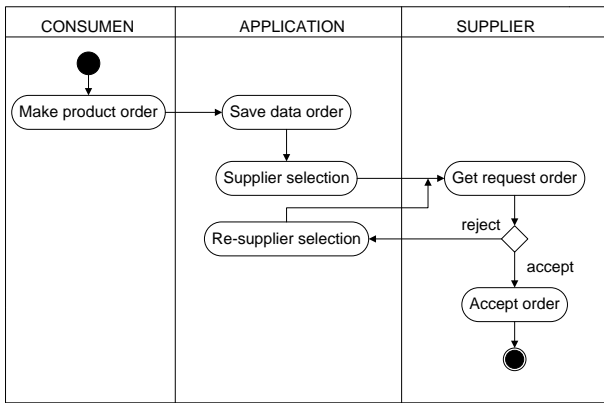 CONSUMEN
APPLICATION
SUPPLIER
Make product order
Save data order
Supplier selection
Get request order
reject
Re-supplier selection
accept
Accept order